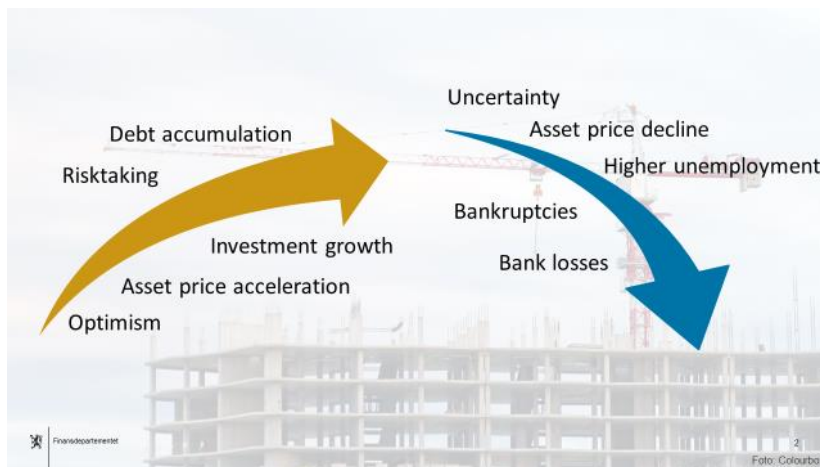 Uncertainty
Debt accumulation
Asset price decline
Risktaking
Higher unemployment
Bankruptcies
Investment growth
Bank losses
Asset price acceleration
Optimism
Finansdepartementet
2
Foto: Colourbo